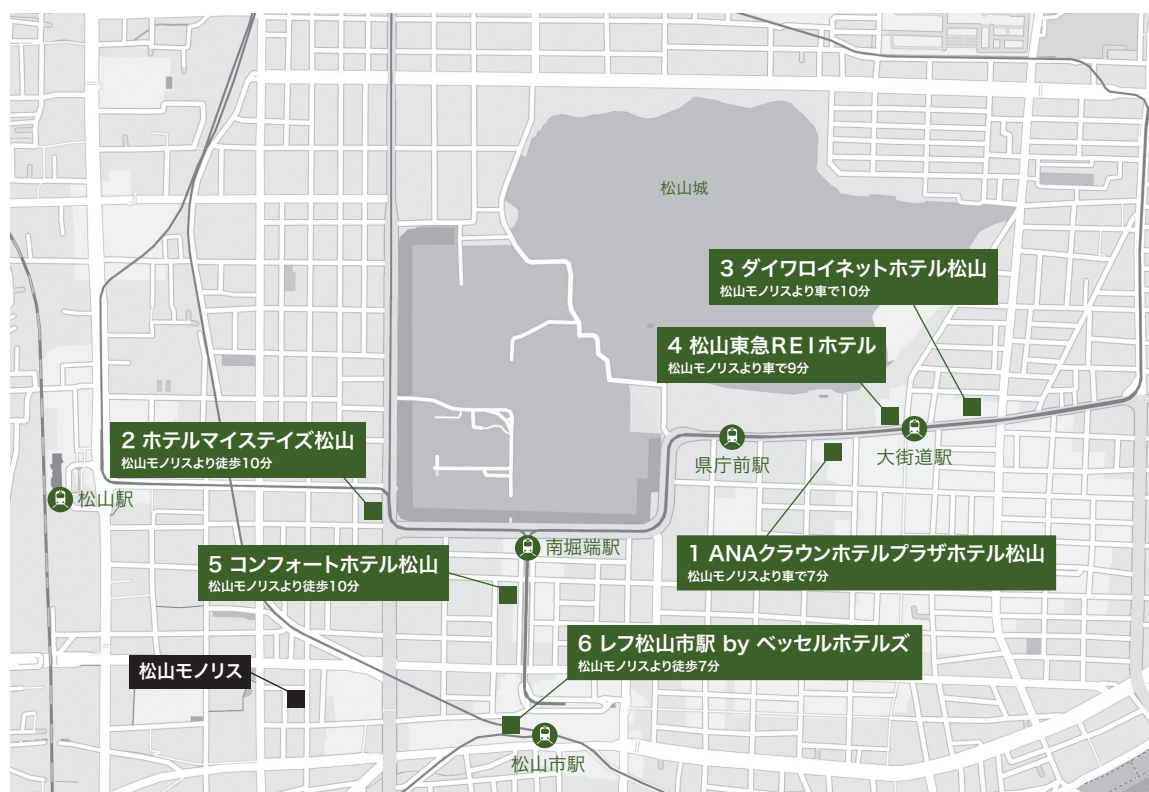 松山城
3 ダイワロイネットホテル松山
松山モノリスより車で10分
4 松山東急REIホテル
松山モノリスより車で9分
2 ホテルマイステイズ松山
松山モノリスより徒歩10分
県庁前駅
大街道駅
松山駅
南堀端駅
5 コンフォートホテル松山
松山モノリスより徒歩10分
1 ANAクラウンホテルプラザホテル松山
松山モノリスより車で7分
6 レフ松山市駅 by ベッセルホテルズ
松山モノリスより徒歩7分
松山モノリス
松山市駅